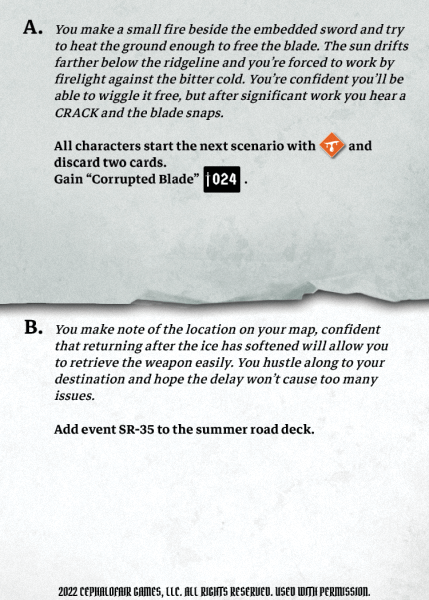 A. You make a small fire beside the embedded sword and try
to heat the ground enough to free the blade. The sun drifts
farther below the ridgeline and you're forced to work by
firelight against the bitter cold. You're confident you'll be
able to wiggle it free, but after significant work you hear a
CRACK and the blade snaps.
All characters start the next scenario with and
discard two cards.
Gain “Corrupted Blade” 024 .
B. You make note of the location on your map, confident
that returning after the ice has softened will allow you
to retrieve the weapon easily. You hustle along to your
destination and hope the delay won't cause too many
issues.
Add event SR-35 to the summer road deck.
2022 CEPHALOFAIR GAMES, LLC. ALL RIGHTS RESERVED. USED WITH PERMISSION.